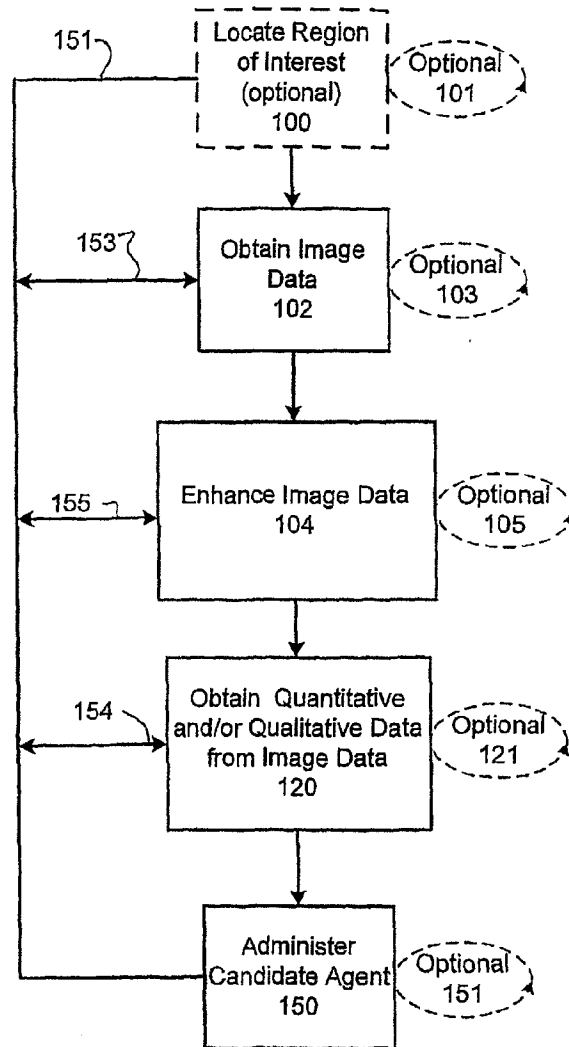 151
Locate Region
of Interest
(optional)
100
Optional
101
153
Obtain Image
Data
102
Optional
103
155
Enhance Image Data
104
Optional
105
154
Obtain Quantitative
and/or Qualitative Data
from Image Data
120
Optional
121
Administer
Candidate Agent
150
Optional
151